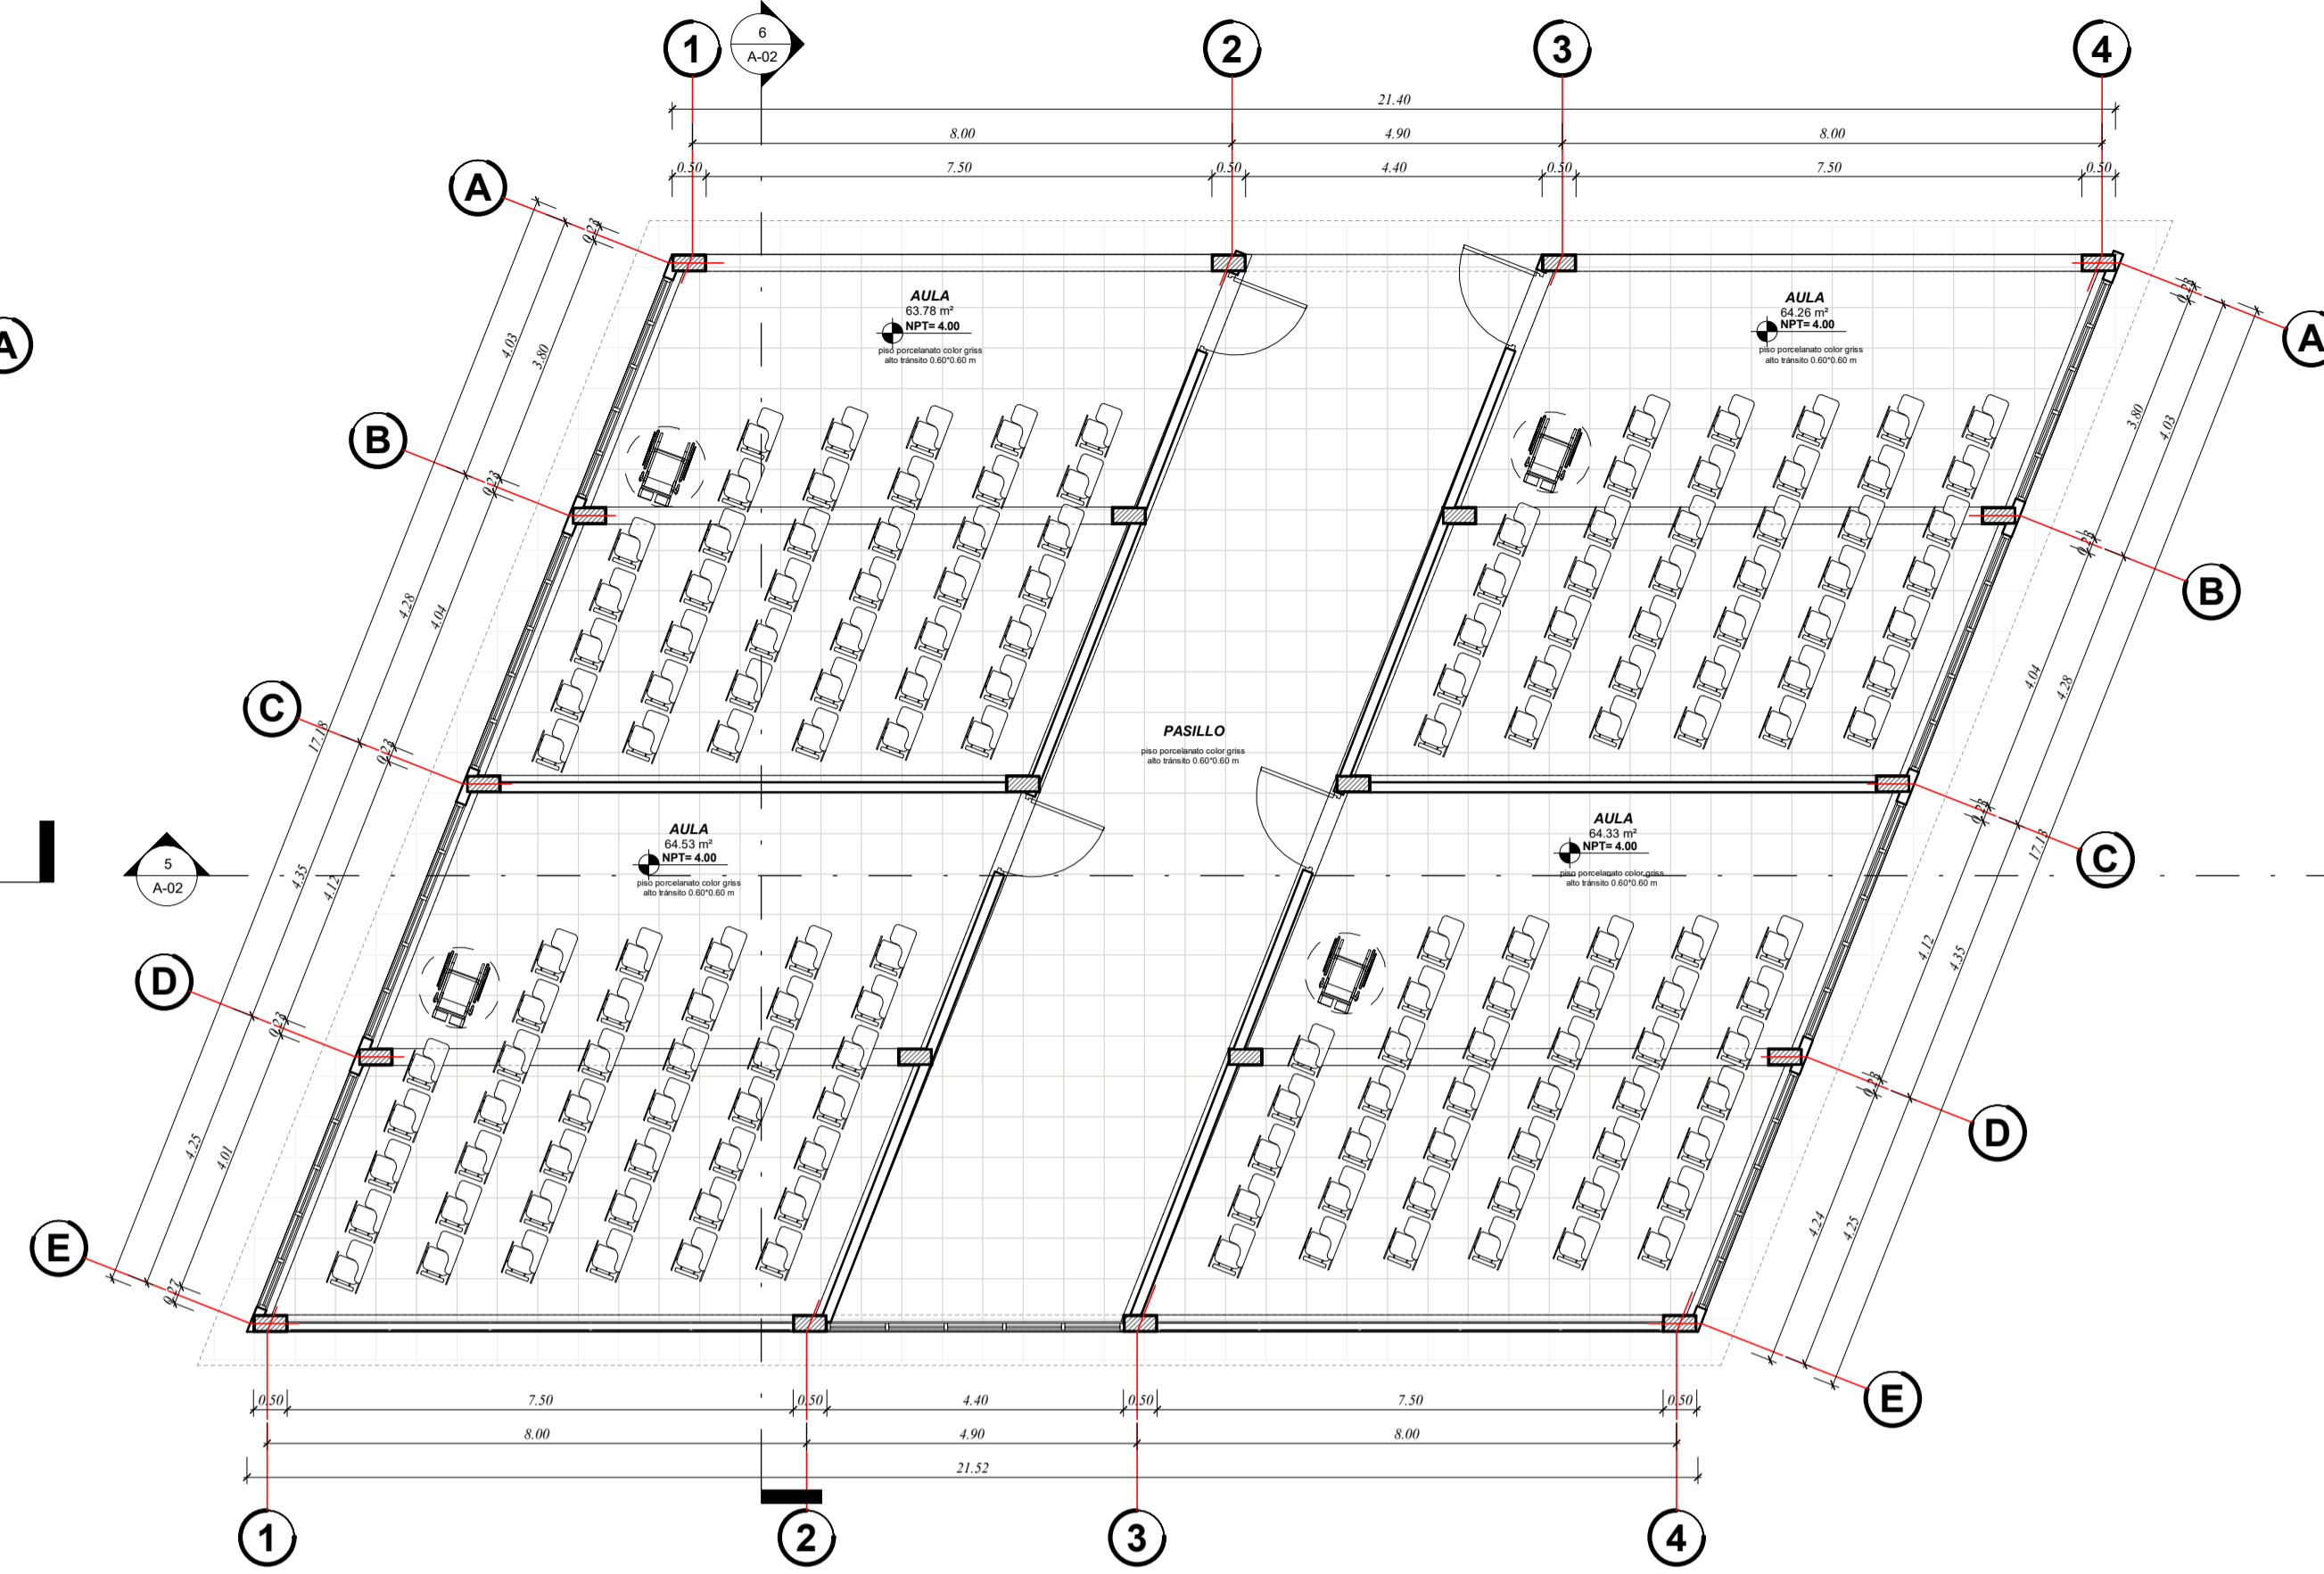 1
6
A-02
2
3
4
21.40
8.00
4.90
8.00
0.50
7.50
0.50
4.40
0.50
7.50
0.50
A
0.23
A
0.23
A
AULA
63.78 m²
NPT= 4.00
piso porcelanato color griss
alto tránsito 0.60*0.60 m
AULA
64.26 m²
NPT= 4.00
piso porcelanato color griss
alto tránsito 0.60*0.60 m
4.03
3.80
3.80
4.03
B
0.23
0.23
B
4.28
4.04
4.04
4.28
C
17.18
0.23
PASILLO
piso porcelanato color griss
alto tránsito 0.60*0.60 m
0.23
17.13
C
5
A-02
AULA
64.53 m²
NPT= 4.00
piso porcelanato color griss
alto tránsito 0.60*0.60 m
AULA
64.33 m²
NPT= 4.00
piso porcelanato color griss
alto tránsito 0.60*0.60 m
4.35
4.12
4.12
4.35
D
0.23
0.23
D
4.25
4.01
4.24
4.25
E
E
0.50
7.50
0.50
4.40
0.50
7.50
0.50
8.00
4.90
8.00
21.52
1
2
3
4